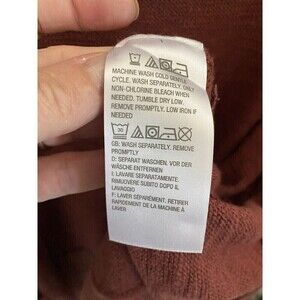 MACHINE WASH COLD GENTLE
CYCLE. WASH SEPARATELY. ONLY
NON-CHLORINE BLEACH WHEN
NEEDED. TUMBLE DRY LOW.
REMOVE PROMPTLY. LOW IRON IF
NEEDED
30
GB: WASH SEPARATELY. REMOVE
PROMPTLY
D: SEPARAT WASCHEN. VOR DER
WÄSCHE ENTFERNEN
I: LAVARE SEPARATAMENTE.
RIMUOVERE SUBITO DOPO IL
LAVAGGIO
F: LAVER SÉPARÉMENT. RETIRER
RAPIDEMENT DE LA MACHINE À
LAVER